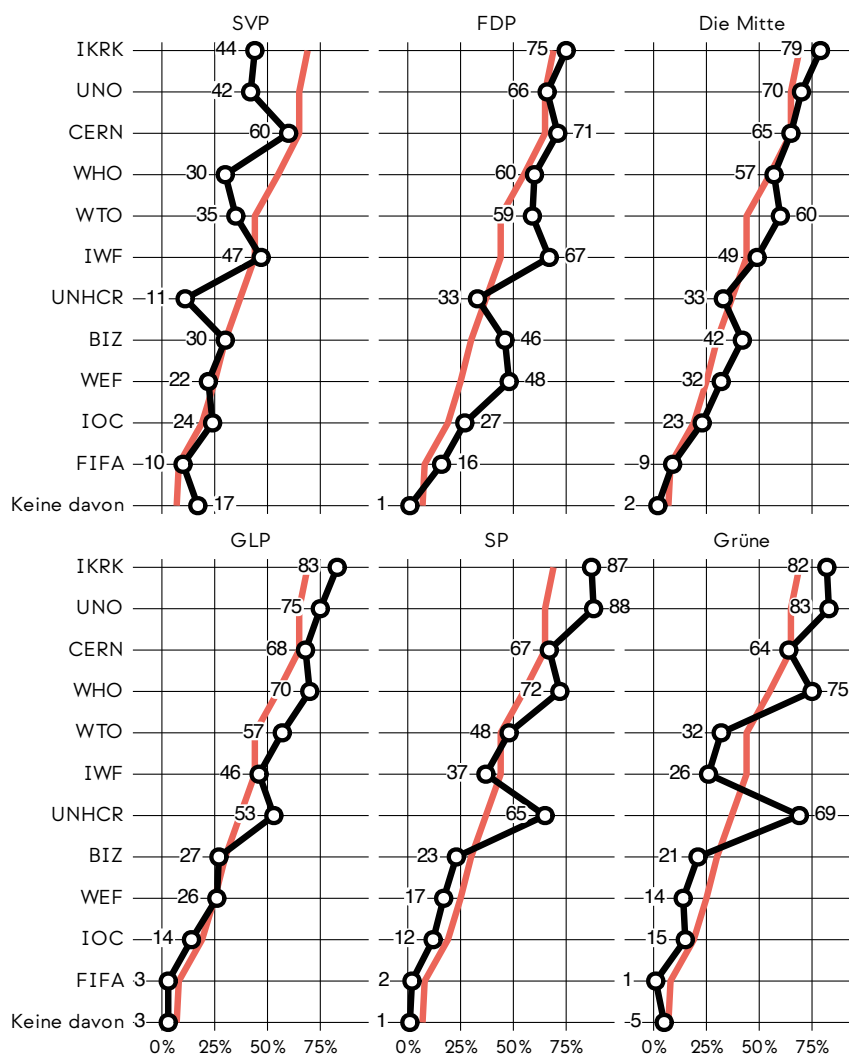 SVP FDP Die Mitte
IKRK 44 75 79
UNO 42 66 70
CERN 60 71 65
WHO 30 60 57
WTO 35 59 60
IWF 47 67 49
UNHCR 11 33 33
BIZ 30 46 42
WEF 22 48 32
IOC 24 27 23
FIFA 10 16 9
Keine davon 17 1 2
GLP SP Grüne
IKRK 83 87 82
UNO 75 88 83
CERN 68 67 64
WHO 70 72 75
WTO 57 48 32
IWF 46 37 26
UNHCR 53 65 69
BIZ 27 23 21
WEF 26 17 14
IOC 14 12 15
FIFA 3 2 1
Keine davon 3 1 5
0% 25% 50% 75% 0% 25% 50% 75% 0% 25% 50% 75%